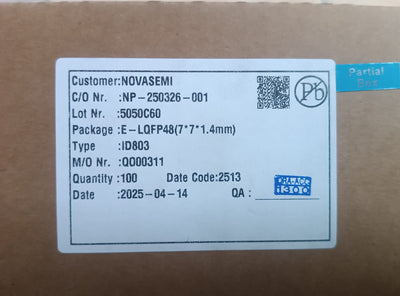 Customer:NOVASEMI
C/O Nr. :NP-250326-001
Lot Nr. :5050C60
Package :E-LQFP48(7*7*1.4mm)
Type :ID803
M/O Nr. :Q000311
Quantity :100 Date Code:2513
Date :2025-04-14 QA :
Pb
Partial
Box
ORA-ACC
1300